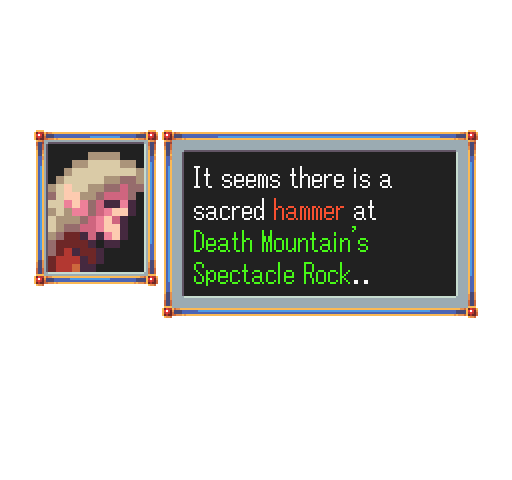 It seems there is a
sacred hammer at
Death Mountain's
Spectacle Rock..